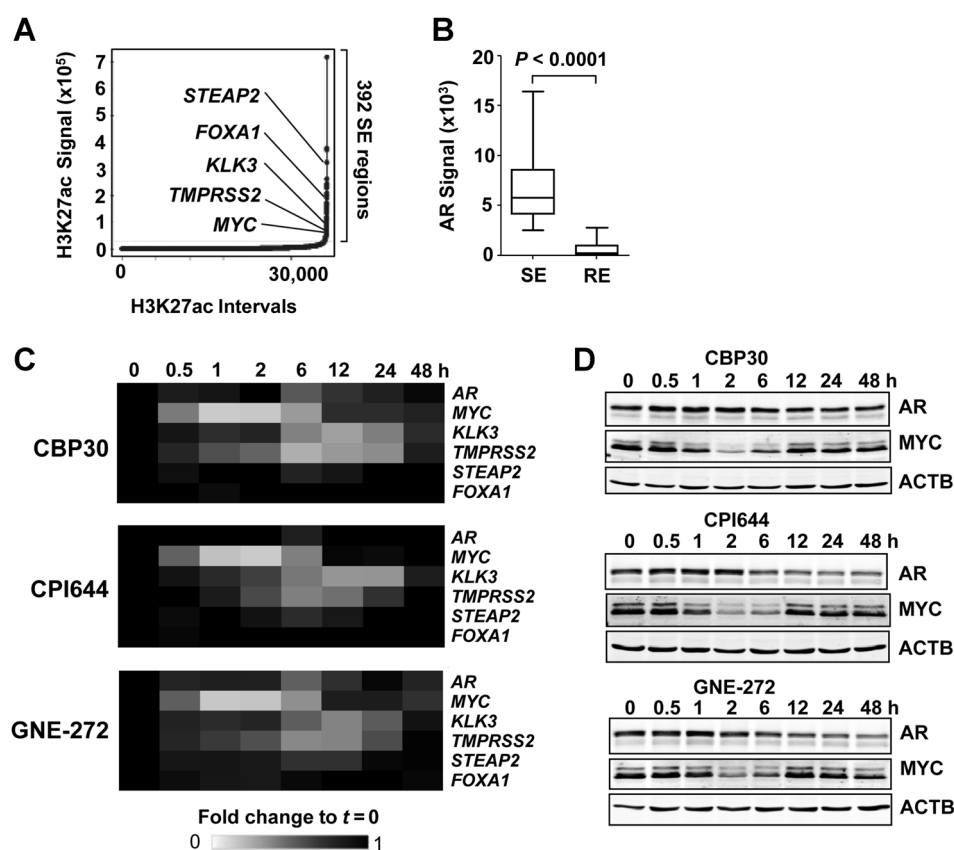 A
H3K27ac Signal (x10⁵)
7
6
5
4
3
2
1
0
STEAP2
FOXA1
KLK3
TMPRSS2
MYC
392 SE regions
0 30,000
H3K27ac Intervals
B
AR Signal (x10³)
20
15
10
5
0
P < 0.0001
SE RE
C
0 0.5 1 2 6 12 24 48 h
CBP30
AR
MYC
KLK3
TMPRSS2
STEAP2
FOXA1
CPI644
AR
MYC
KLK3
TMPRSS2
STEAP2
FOXA1
GNE-272
AR
MYC
KLK3
TMPRSS2
STEAP2
FOXA1
Fold change to t = 0
0 1
D
CBP30
0 0.5 1 2 6 12 24 48 h
AR
MYC
ACTB
CPI644
0 0.5 1 2 6 12 24 48 h
AR
MYC
ACTB
GNE-272
0 0.5 1 2 6 12 24 48 h
AR
MYC
ACTB